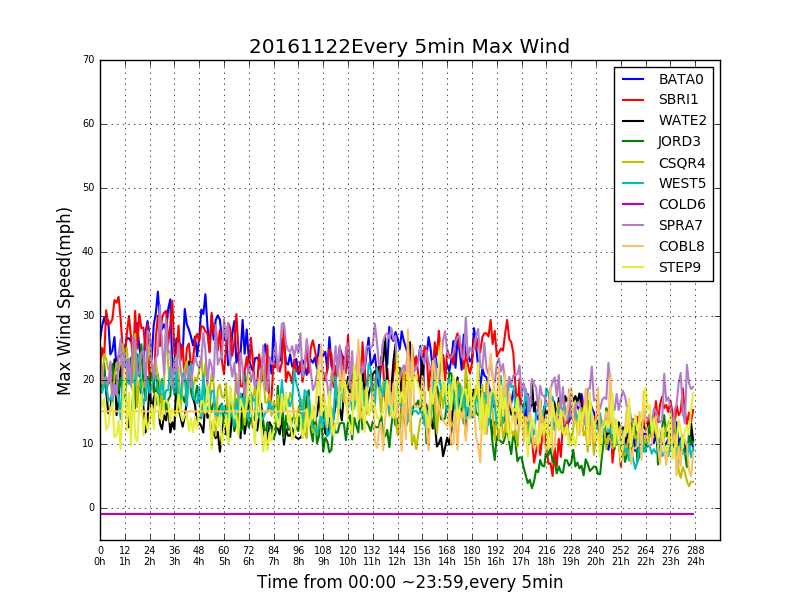 20161122Every 5min Max Wind
70
60
50
40
30
20
10
0
Max Wind Speed(mph)
BATA0
SBRI1
WATE2
JORD3
CSQR4
WEST5
COLD6
SPRA7
COBL8
STEP9
0 12 24 36 48 60 72 84 96 108 120 132 144 156 168 180 192 204 216 228 240 252 264 276 288
0h 1h 2h 3h 4h 5h 6h 7h 8h 9h 10h 11h 12h 13h 14h 15h 16h 17h 18h 19h 20h 21h 22h 23h 24h
Time from 00:00 ~23:59,every 5min